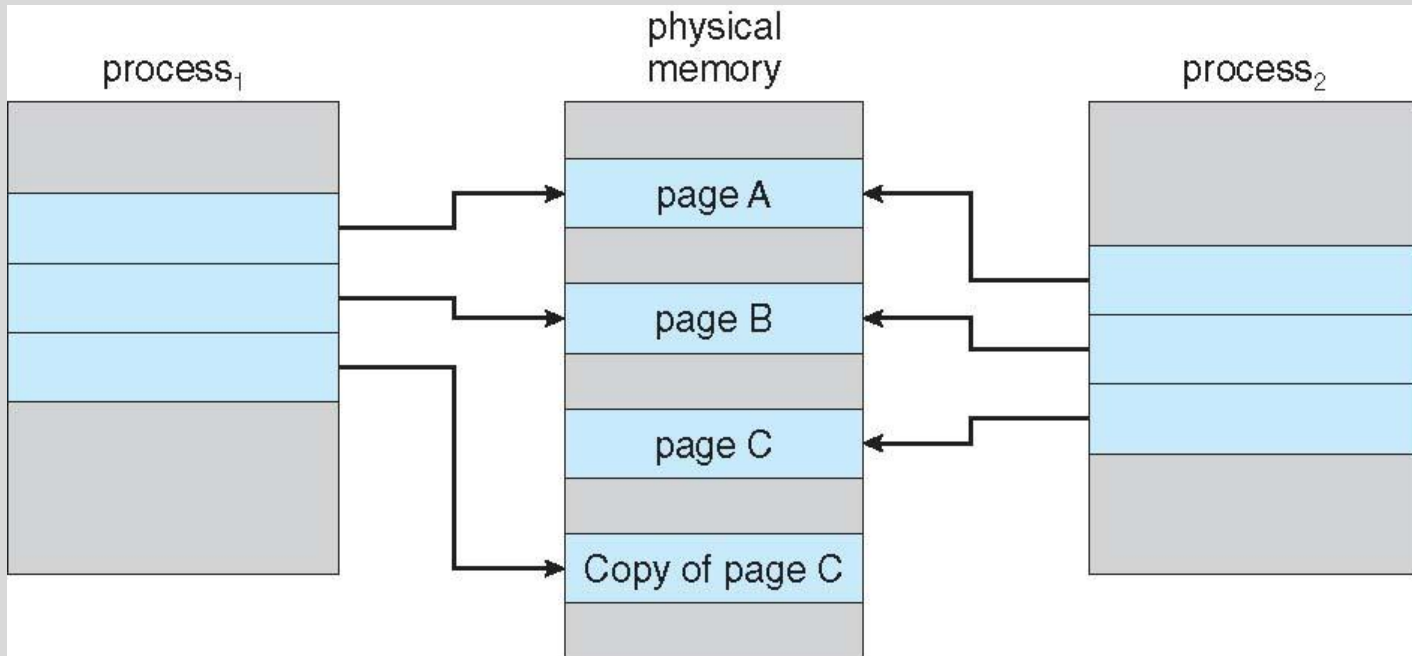 physical
memory
process₁
process₂
page A
page B
page C
Copy of page C